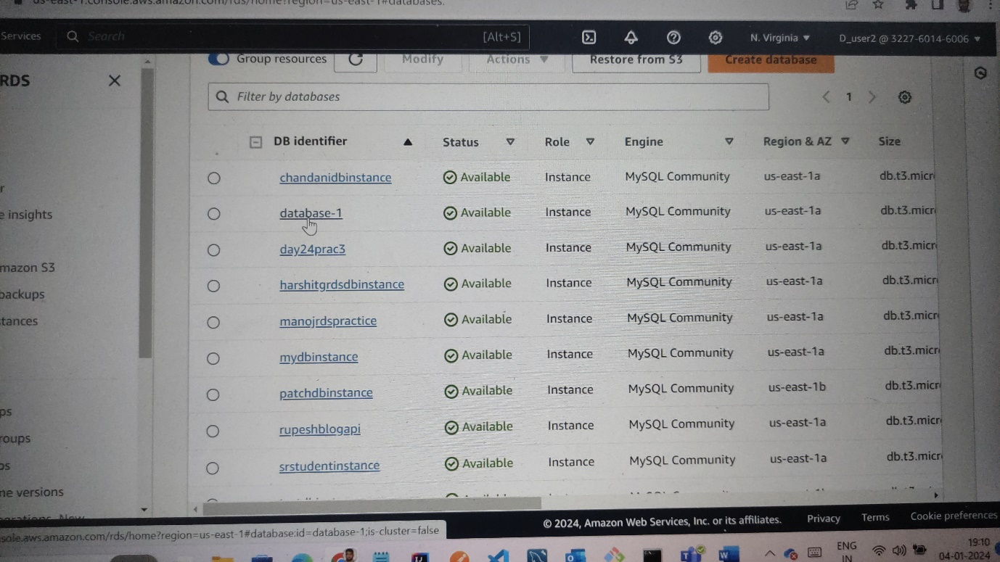 us-east-1.console.aws.amazon.com/rds/home?region=us-east-1#databases:
Services Search [Alt+S] N. Virginia D_user2 @ 3227-6014-6006
RDS
r
e insights
mazon S3
backups
tances
ps
roups
os
ne versions
Group resources Modify Actions Restore from S3 Create database
Filter by databases 1
DB identifier Status Role Engine Region & AZ Size
chandanidbinstance Available Instance MySQL Community us-east-1a db.t3.micr
database-1 Available Instance MySQL Community us-east-1a db.t3.micr
day24prac3 Available Instance MySQL Community us-east-1a db.t3.micr
harshitgrdsdbinstance Available Instance MySQL Community us-east-1a db.t3.micr
manojrdspractice Available Instance MySQL Community us-east-1a db.t3.micr
mydbinstance Available Instance MySQL Community us-east-1a db.t3.micr
patchdbinstance Available Instance MySQL Community us-east-1b db.t3.micr
rupeshblogapi Available Instance MySQL Community us-east-1a db.t3.micr
srstudentinstance Available Instance MySQL Community us-east-1a db.t3.micr
© 2024, Amazon Web Services, Inc. or its affiliates. Privacy Terms Cookie preferences
sole.aws.amazon.com/rds/home?region=us-east-1#database:id=database-1;is-cluster=false
ENG
IN
19:10
04-01-2024